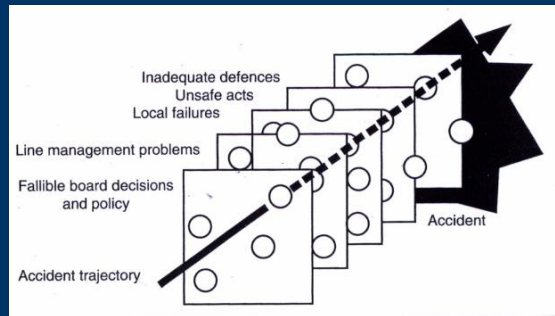 Inadequate defences
Unsafe acts
Local failures
Line management problems
Fallible board decisions
and policy
Accident
Accident trajectory